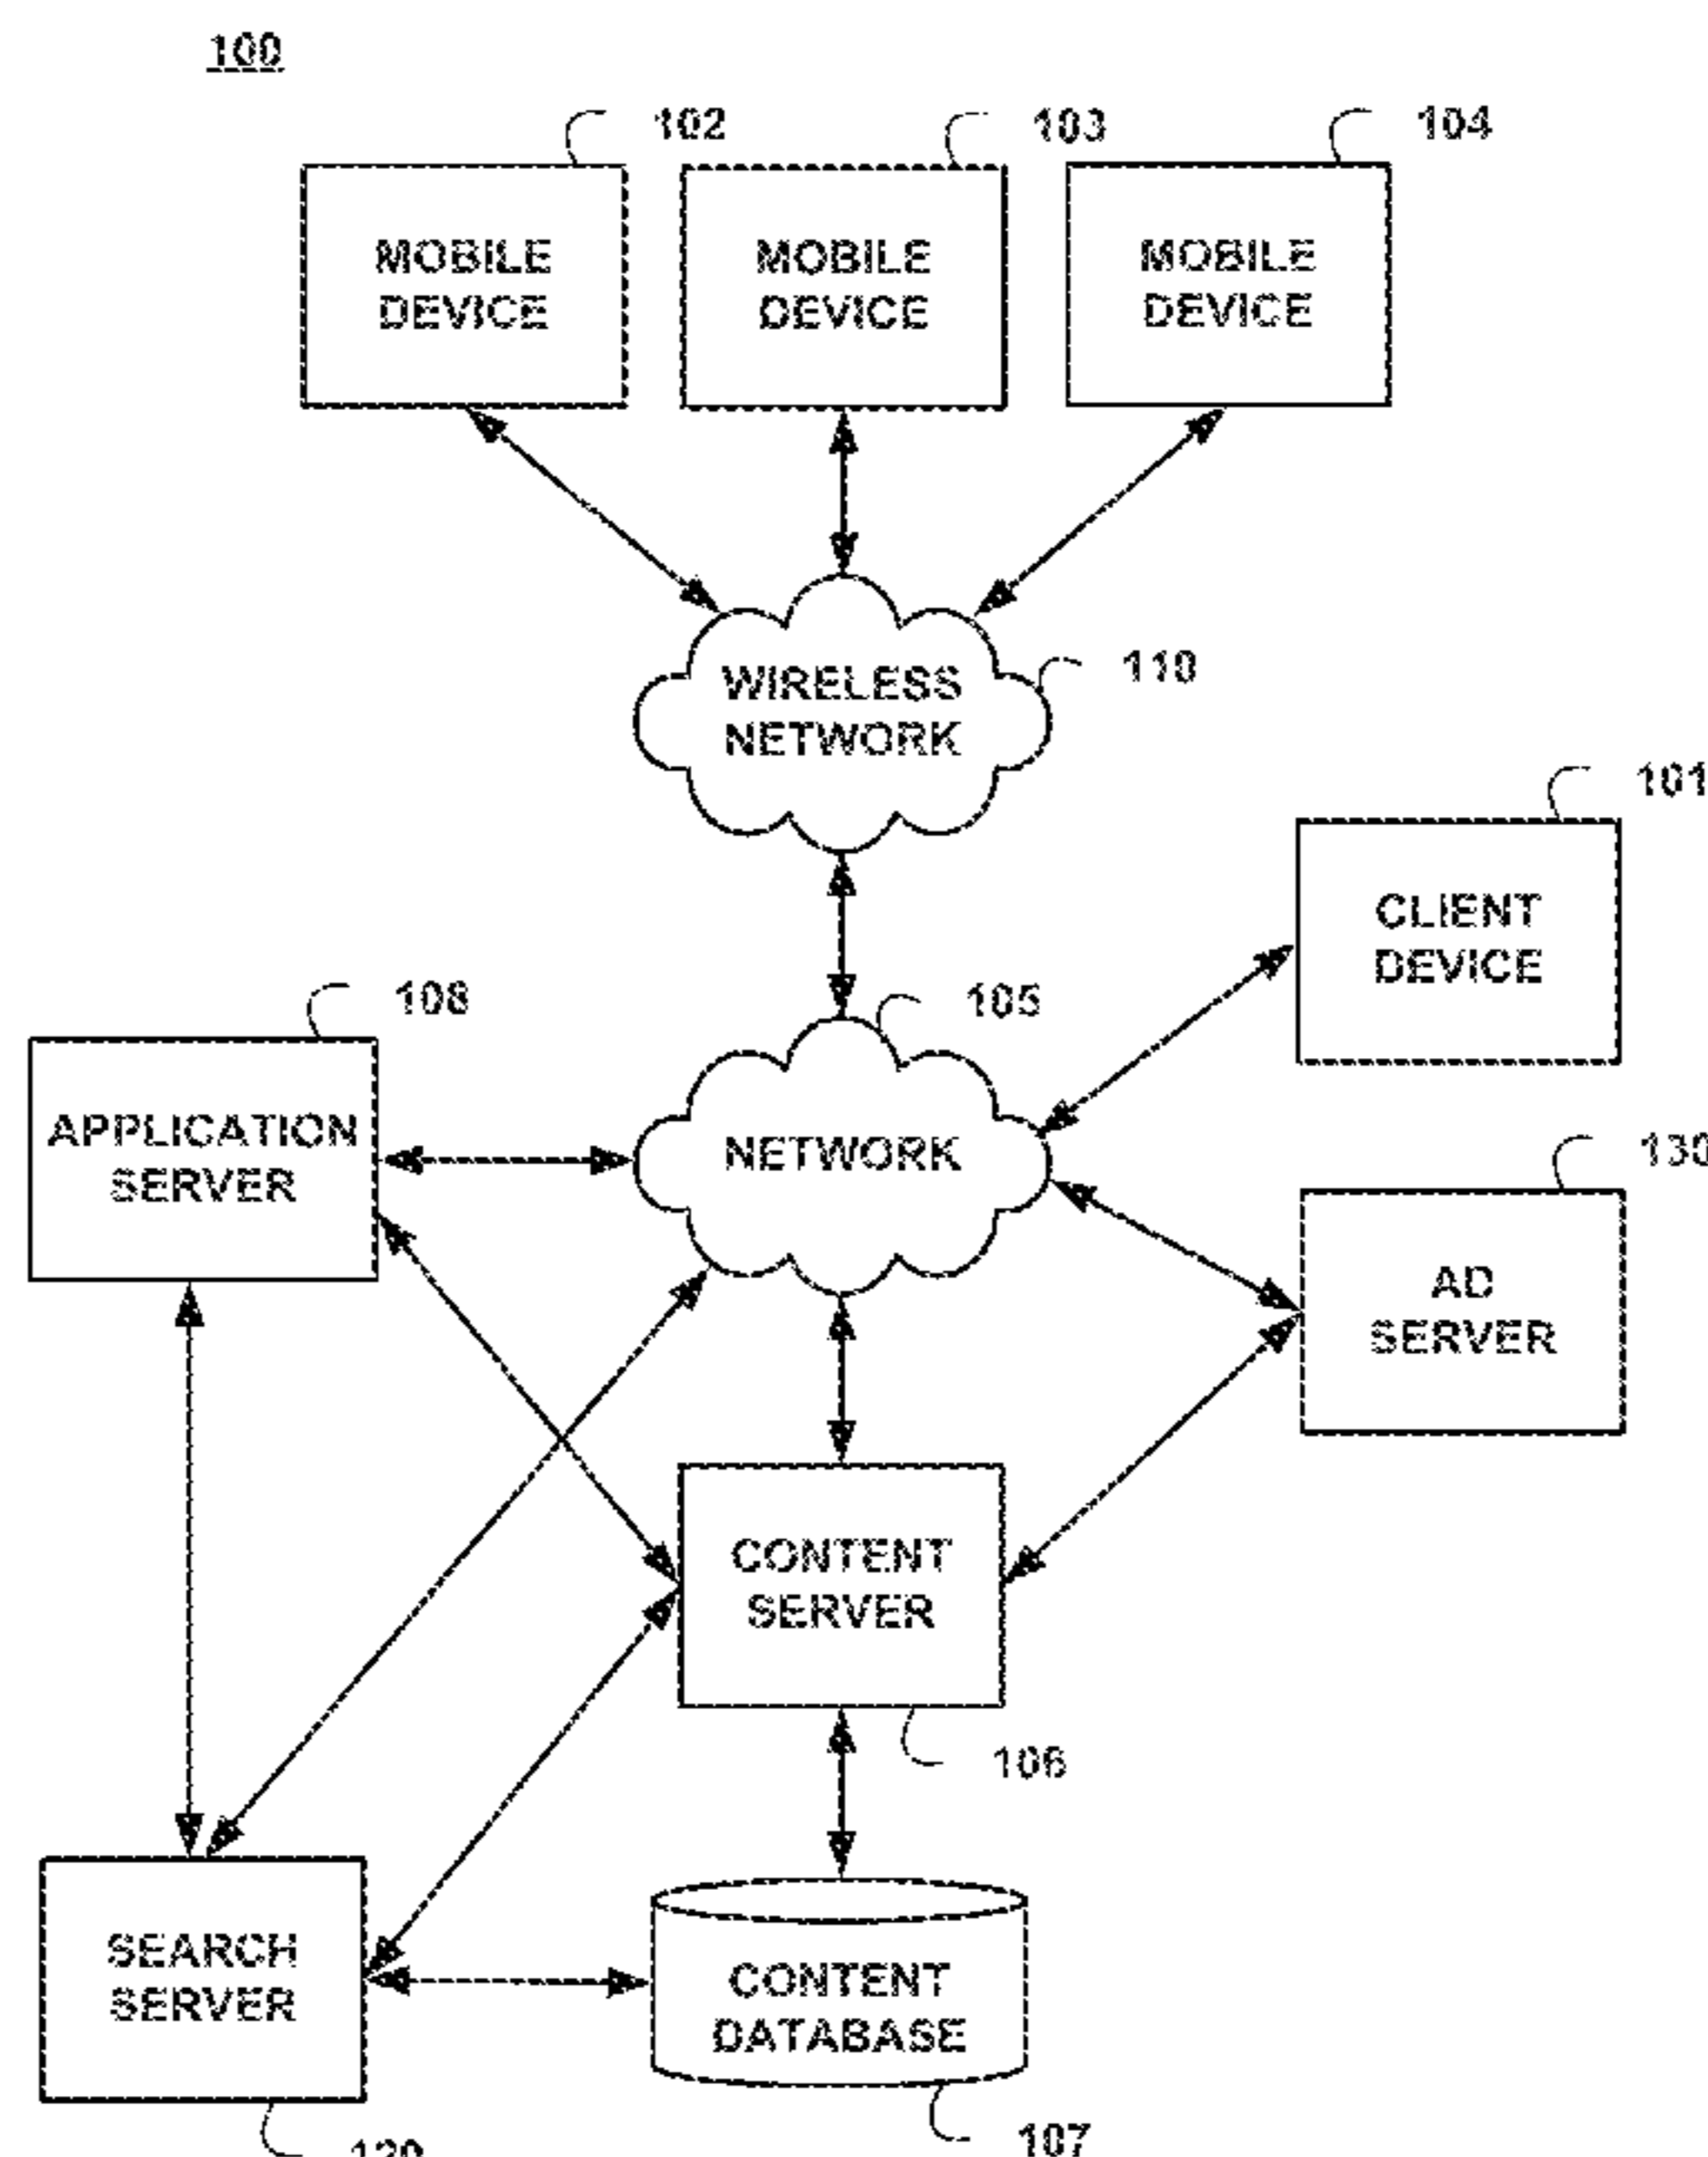 100
102
103
104
MOBILE
DEVICE
MOBILE
DEVICE
MOBILE
DEVICE
WIRELESS
NETWORK
110
101
CLIENT
DEVICE
108
105
APPLICATION
SERVER
NETWORK
130
AD
SERVER
CONTENT
SERVER
106
SEARCH
SERVER
CONTENT
DATABASE
120
107